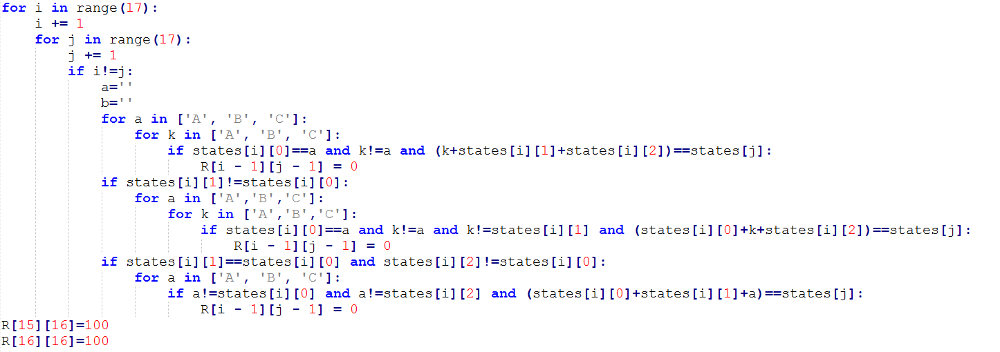 for i in range(17):
    i += 1
    for j in range(17):
        j += 1
        if i!=j:
            a=''
            b=''
            for a in ['A', 'B', 'C']:
                for k in ['A', 'B', 'C']:
                    if states[i][0]==a and k!=a and (k+states[i][1]+states[i][2])==states[j]:
                        R[i - 1][j - 1] = 0
            if states[i][1]!=states[i][0]:
                for a in ['A','B','C']:
                    for k in ['A','B','C']:
                        if states[i][0]==a and k!=a and k!=states[i][1] and (states[i][0]+k+states[i][2])==states[j]:
                            R[i - 1][j - 1] = 0
            if states[i][1]==states[i][0] and states[i][2]!=states[i][0]:
                for a in ['A', 'B', 'C']:
                    if a!=states[i][0] and a!=states[i][2] and (states[i][0]+states[i][1]+a)==states[j]:
                        R[i - 1][j - 1] = 0
R[15][16]=100
R[16][16]=100